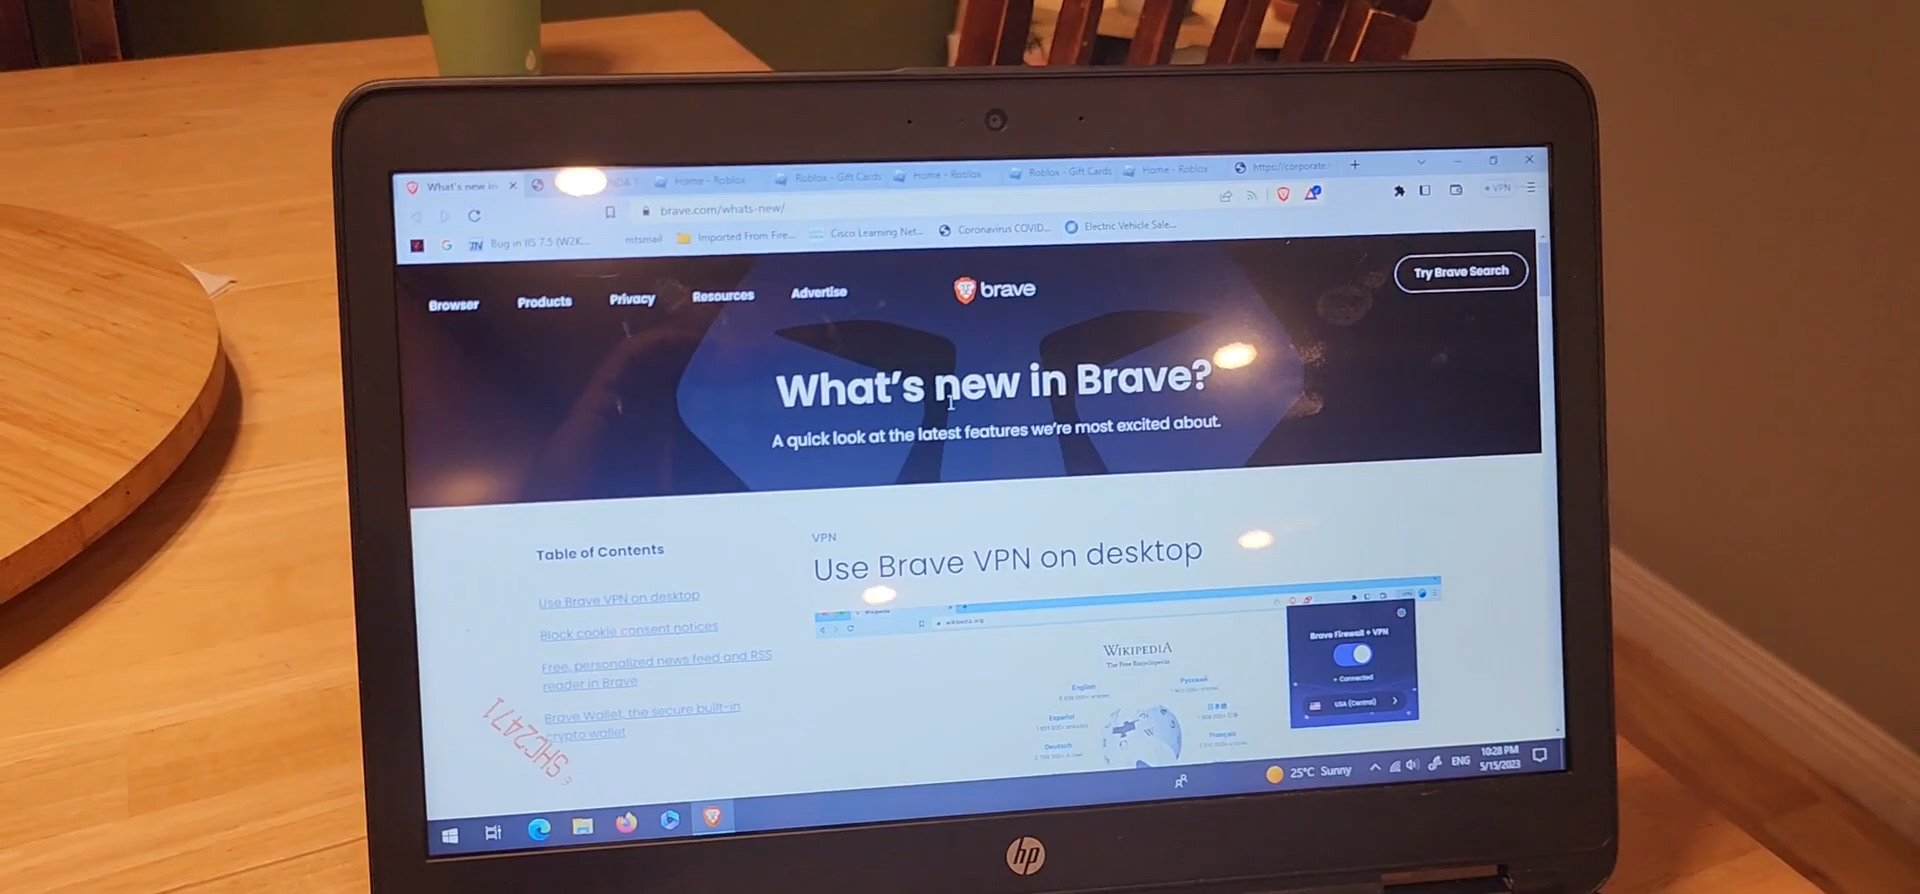 What's new in
Home - Roblox
Roblox - Gift Cards
Home - Roblox
Roblox - Gift Cards
Home - Roblox
https://corporate.
brave.com/whats-new/
VPN
G
TN
Bug in IIS 7.5 (W2K...
mtsmail
Imported From Fire...
Cisco Learning Net...
Coronavirus COVID...
Electric Vehicle Sale...
Browser
Products
Privacy
Resources
Advertise
brave
Try Brave Search
What's new in Brave?
A quick look at the latest features we're most excited about.
Table of Contents
Use Brave VPN on desktop
Block cookie consent notices
Free, personalized news feed and RSS
reader in Brave
Brave Wallet, the secure built-in
crypto wallet
VPN
Use Brave VPN on desktop
wikipedia.org
WIKIPEDIA
The Free Encyclopedia
English
Русский
Español
日本語
Deutsch
Français
Brave Firewall + VPN
Connected
USA (Central)
SHC2471
25°C Sunny
ENG
10:28 PM
5/15/2023
hp